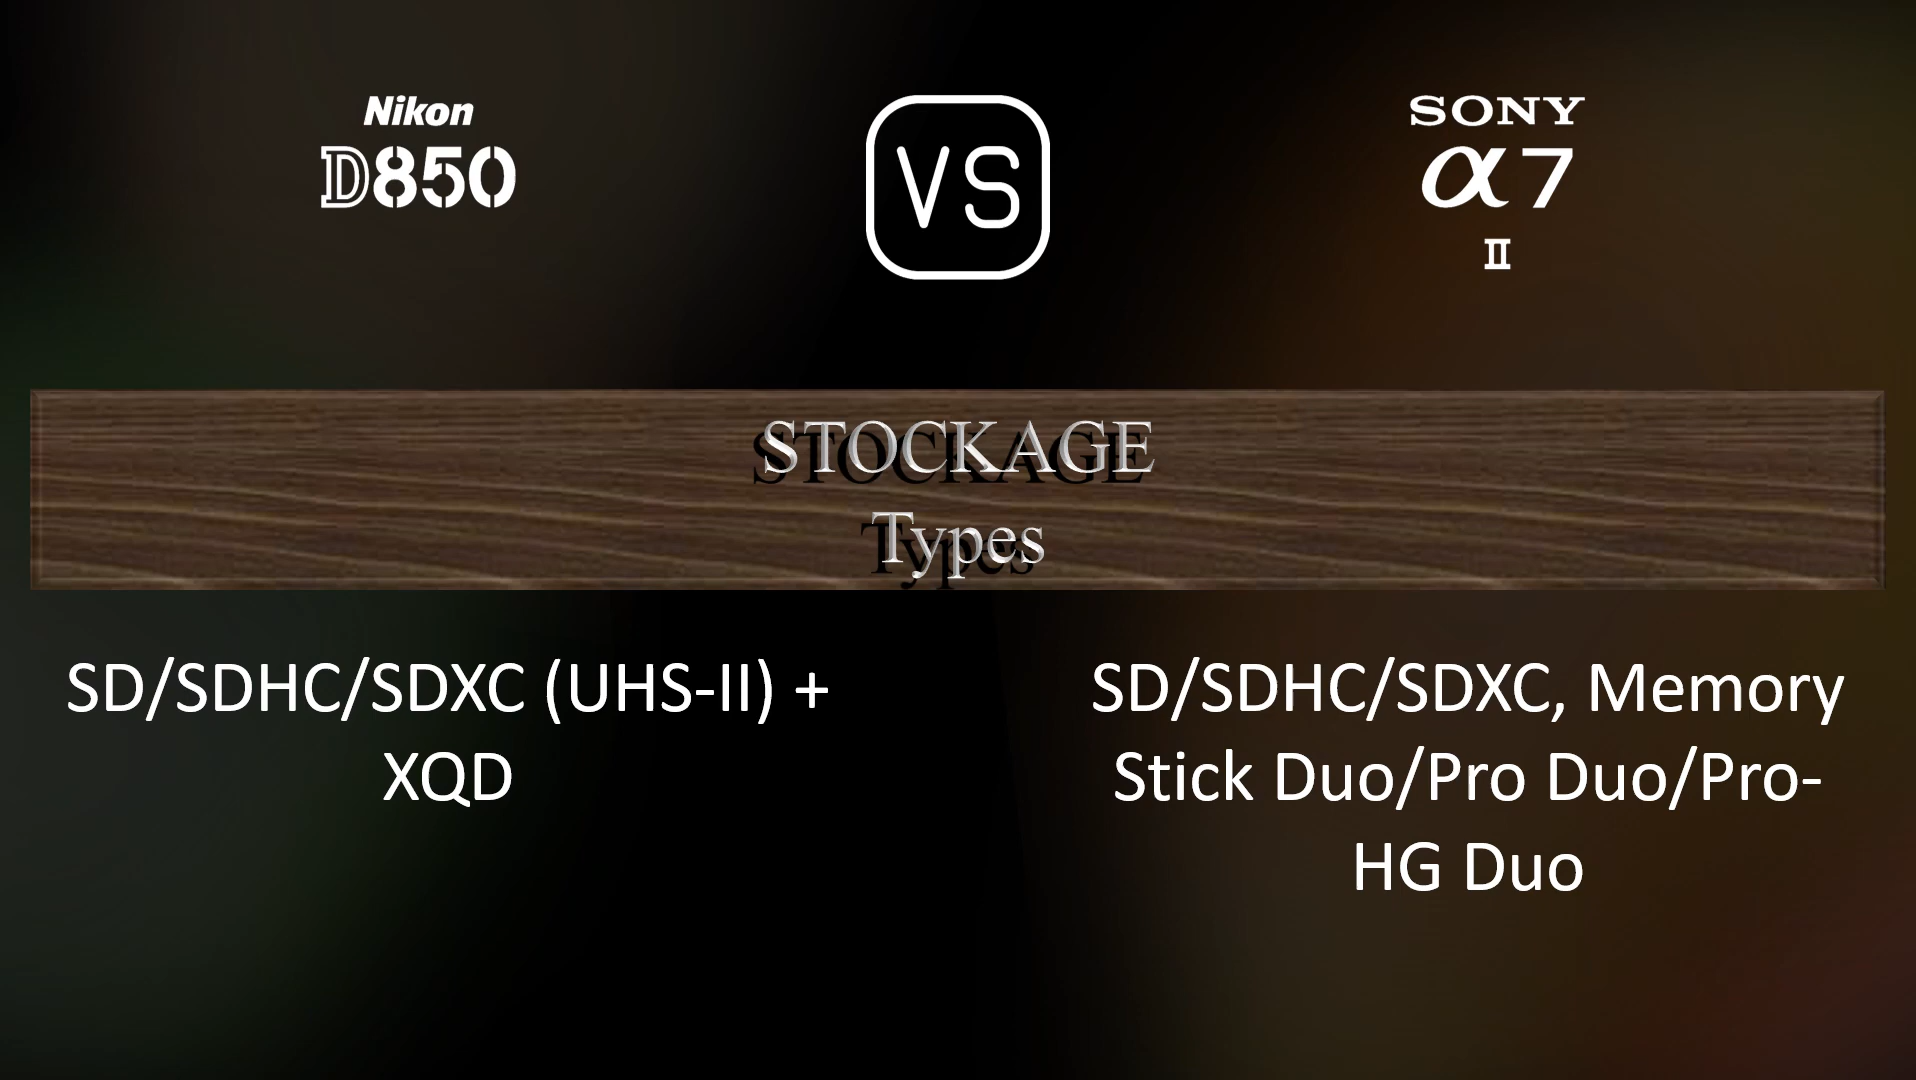 Nikon
D850
VS
SONY
α7
II
STOCKAGE
Types
SD/SDHC/SDXC (UHS-II) +
XQD
SD/SDHC/SDXC, Memory
Stick Duo/Pro Duo/Pro-
HG Duo